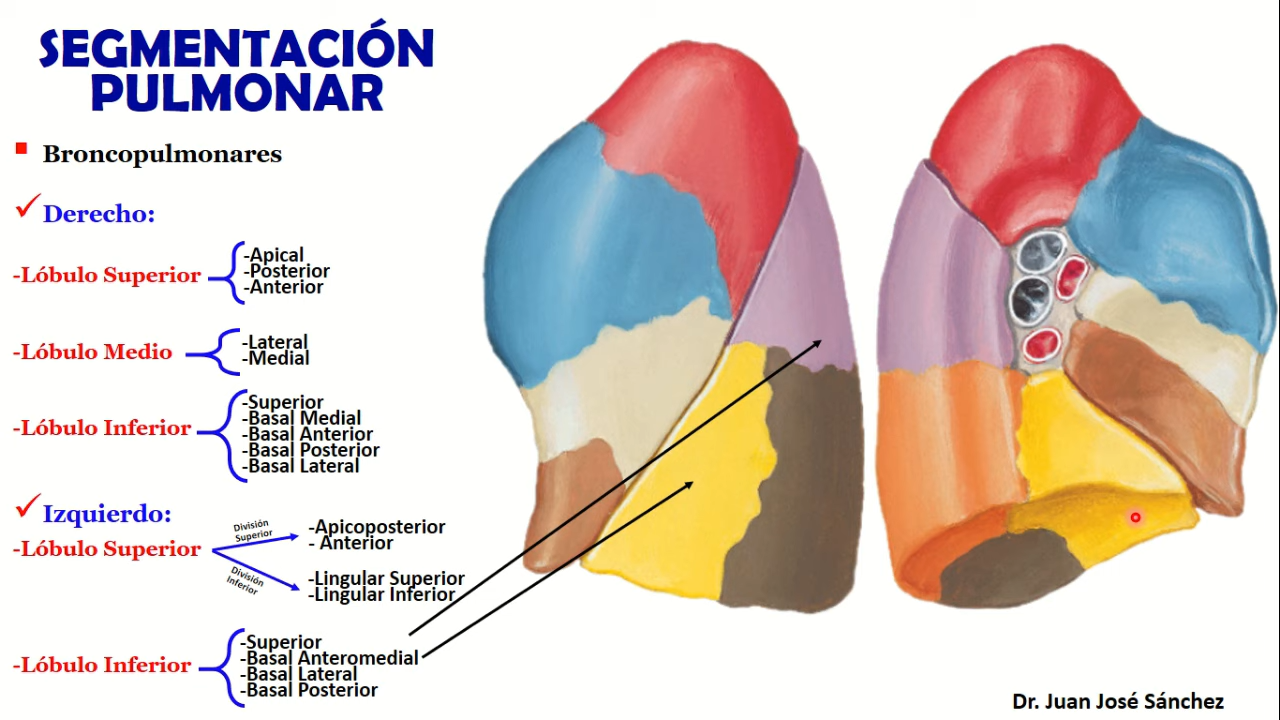 SEGMENTACIÓN
PULMONAR
Broncopulmonares
Derecho:
-Lóbulo Superior
-Apical
-Posterior
-Anterior
-Lóbulo Medio
-Lateral
-Medial
-Lóbulo Inferior
-Superior
-Basal Medial
-Basal Anterior
-Basal Posterior
-Basal Lateral
Izquierdo:
-Lóbulo Superior
División
Superior
-Apicoposterior
- Anterior
División
Inferior
-Lingular Superior
-Lingular Inferior
-Lóbulo Inferior
-Superior
-Basal Anteromedial
-Basal Lateral
-Basal Posterior
Dr. Juan José Sánchez